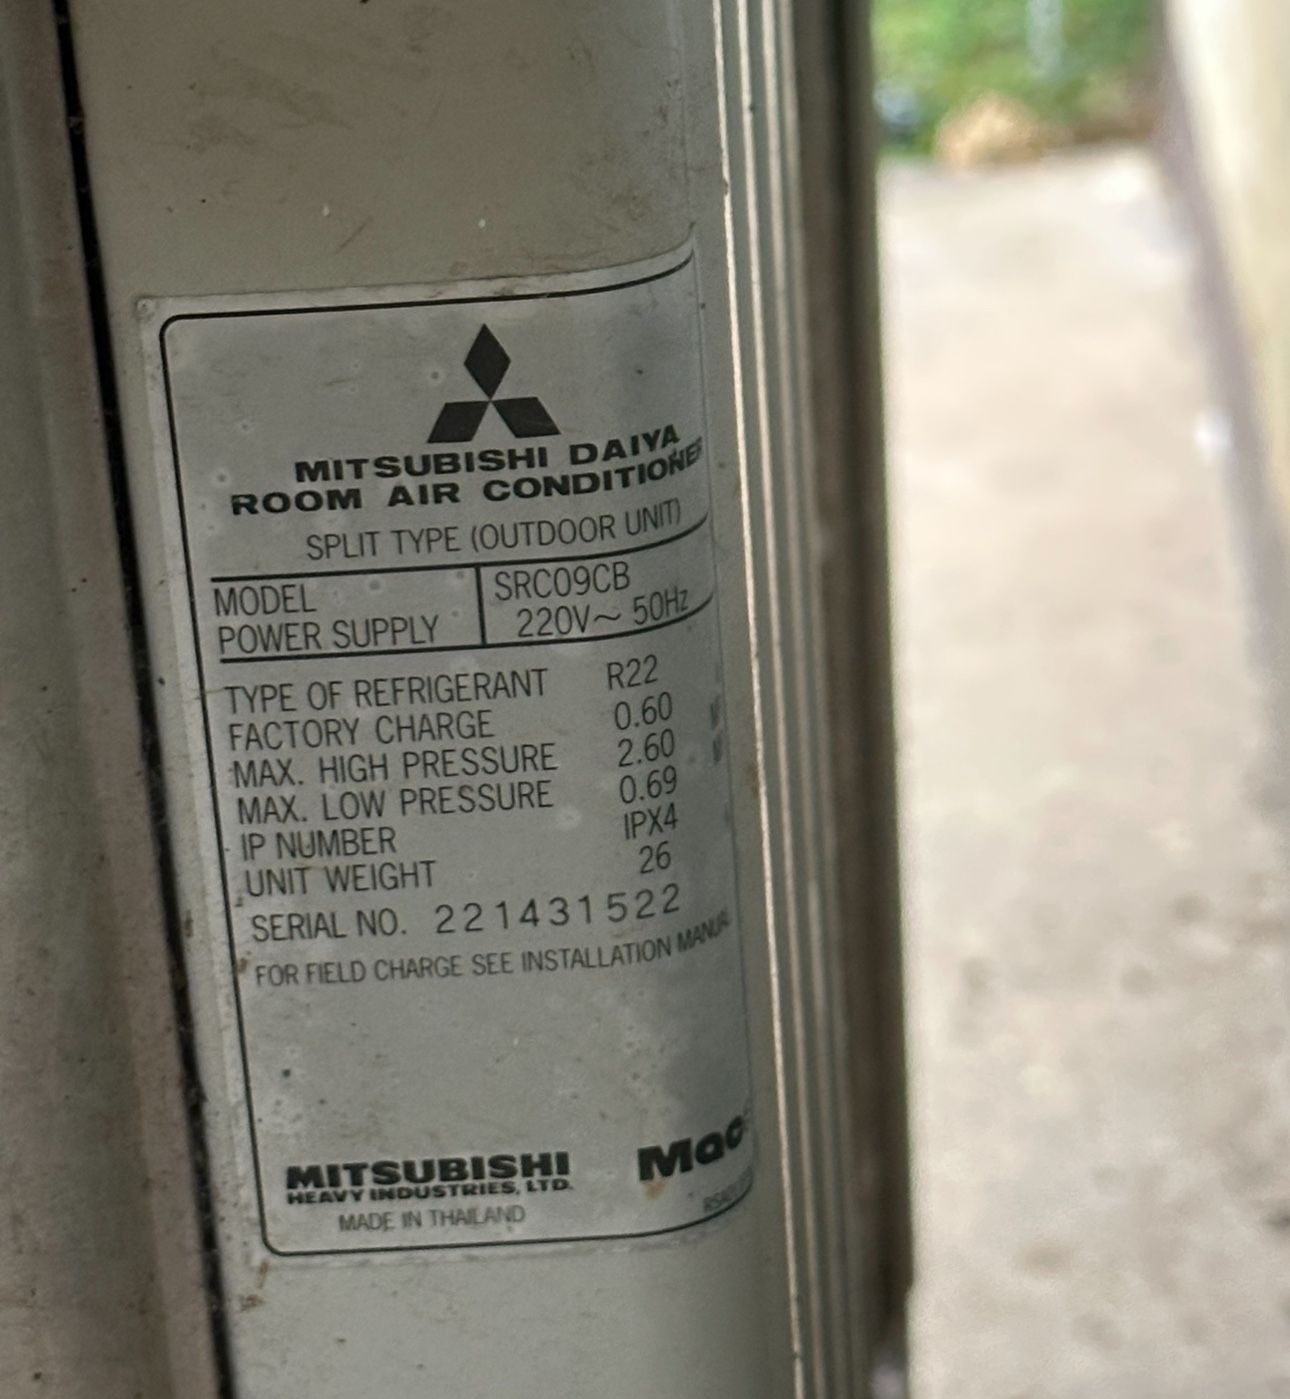 MITSUBISHI DAIYA
ROOM AIR CONDITIONER
SPLIT TYPE (OUTDOOR UNIT)
MODEL SRC09CB
POWER SUPPLY 220V~ 50Hz
TYPE OF REFRIGERANT R22
FACTORY CHARGE 0.60
MAX. HIGH PRESSURE 2.60
MAX. LOW PRESSURE 0.69
IP NUMBER IPX4
UNIT WEIGHT 26
SERIAL NO. 221431522
FOR FIELD CHARGE SEE INSTALLATION MANUAL
MITSUBISHI
HEAVY INDUSTRIES, LTD.
MADE IN THAILAND